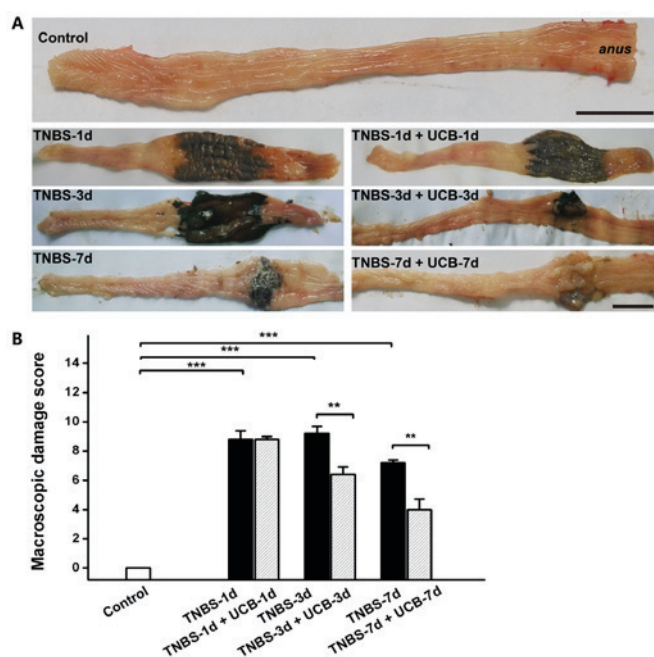 A
Control
anus
TNBS-1d
TNBS-1d + UCB-1d
TNBS-3d
TNBS-3d + UCB-3d
TNBS-7d
TNBS-7d + UCB-7d
B
***
***
***
**
**
14
12
10
8
6
4
2
0
Macroscopic damage score
Control
TNBS-1d
TNBS-1d + UCB-1d
TNBS-3d
TNBS-3d + UCB-3d
TNBS-7d
TNBS-7d + UCB-7d